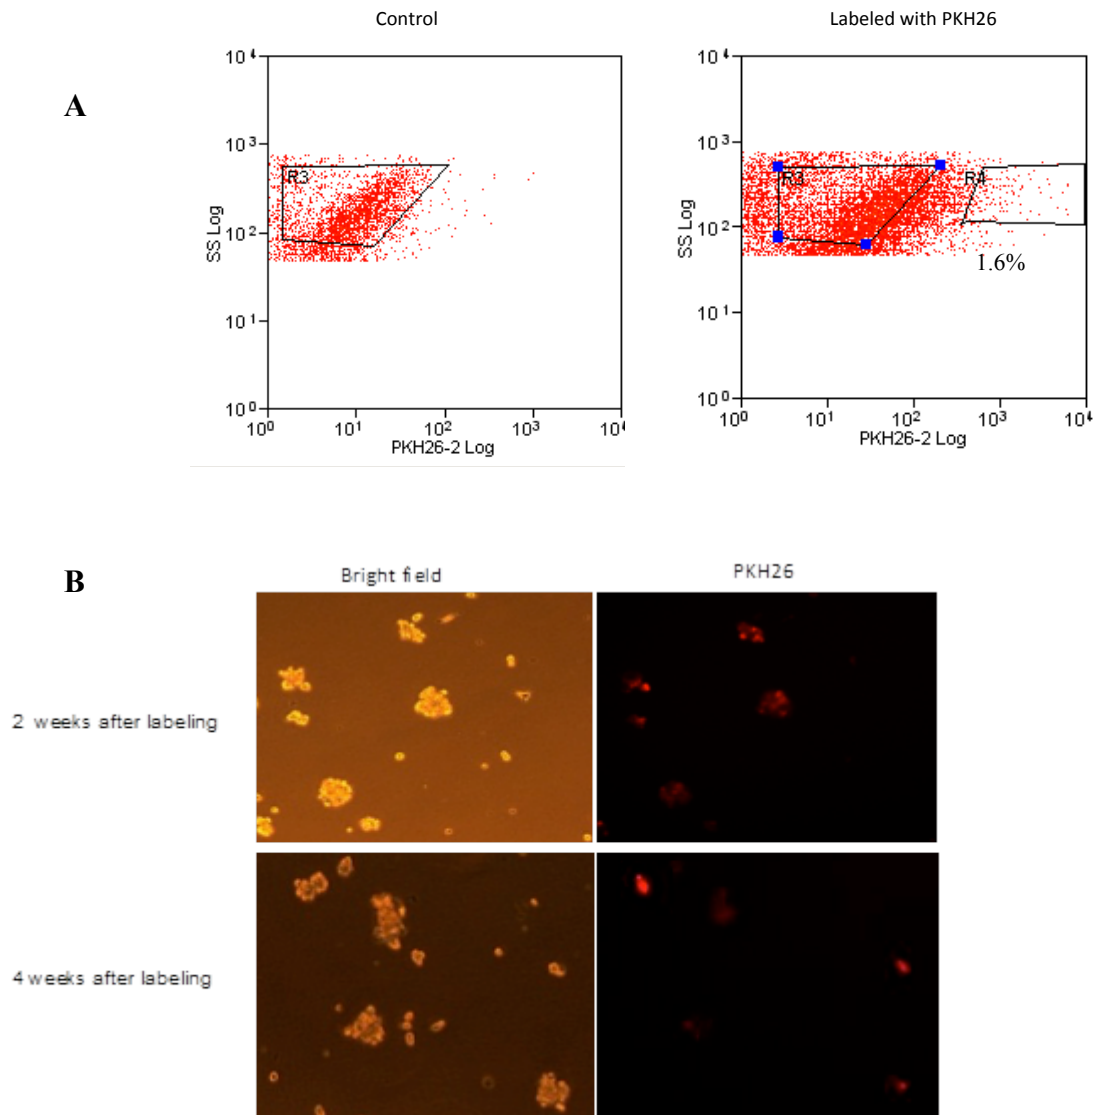 Control
Labeled with PKH26
A
10⁴
10³
10²
10¹
10⁰
SS Log
R3
10⁰ 10¹ 10² 10³ 10⁴
PKH26-2 Log
10⁴
10³
10²
10¹
10⁰
SS Log
R3
R4
1.6%
10⁰ 10¹ 10² 10³ 10⁴
PKH26-2 Log
B
Bright field
PKH26
2 weeks after labeling
4 weeks after labeling